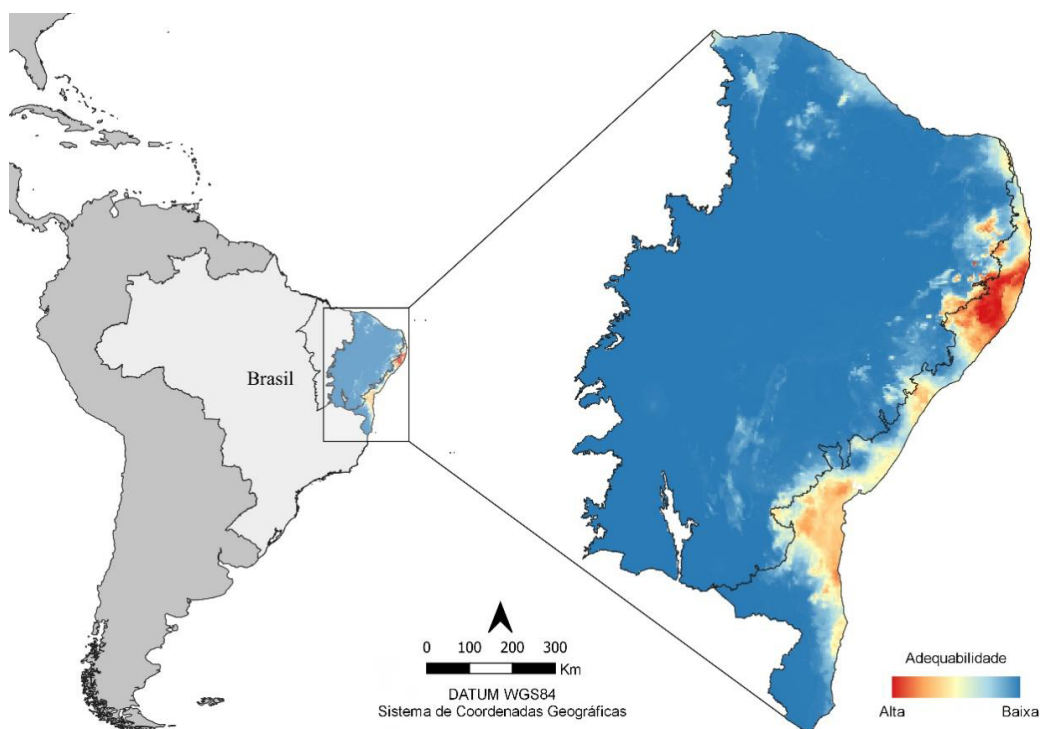 Brasil
0 100 200 300
Km
DATUM WGS84
Sistema de Coordenadas Geográficas
Adequabilidade
Alta Baixa